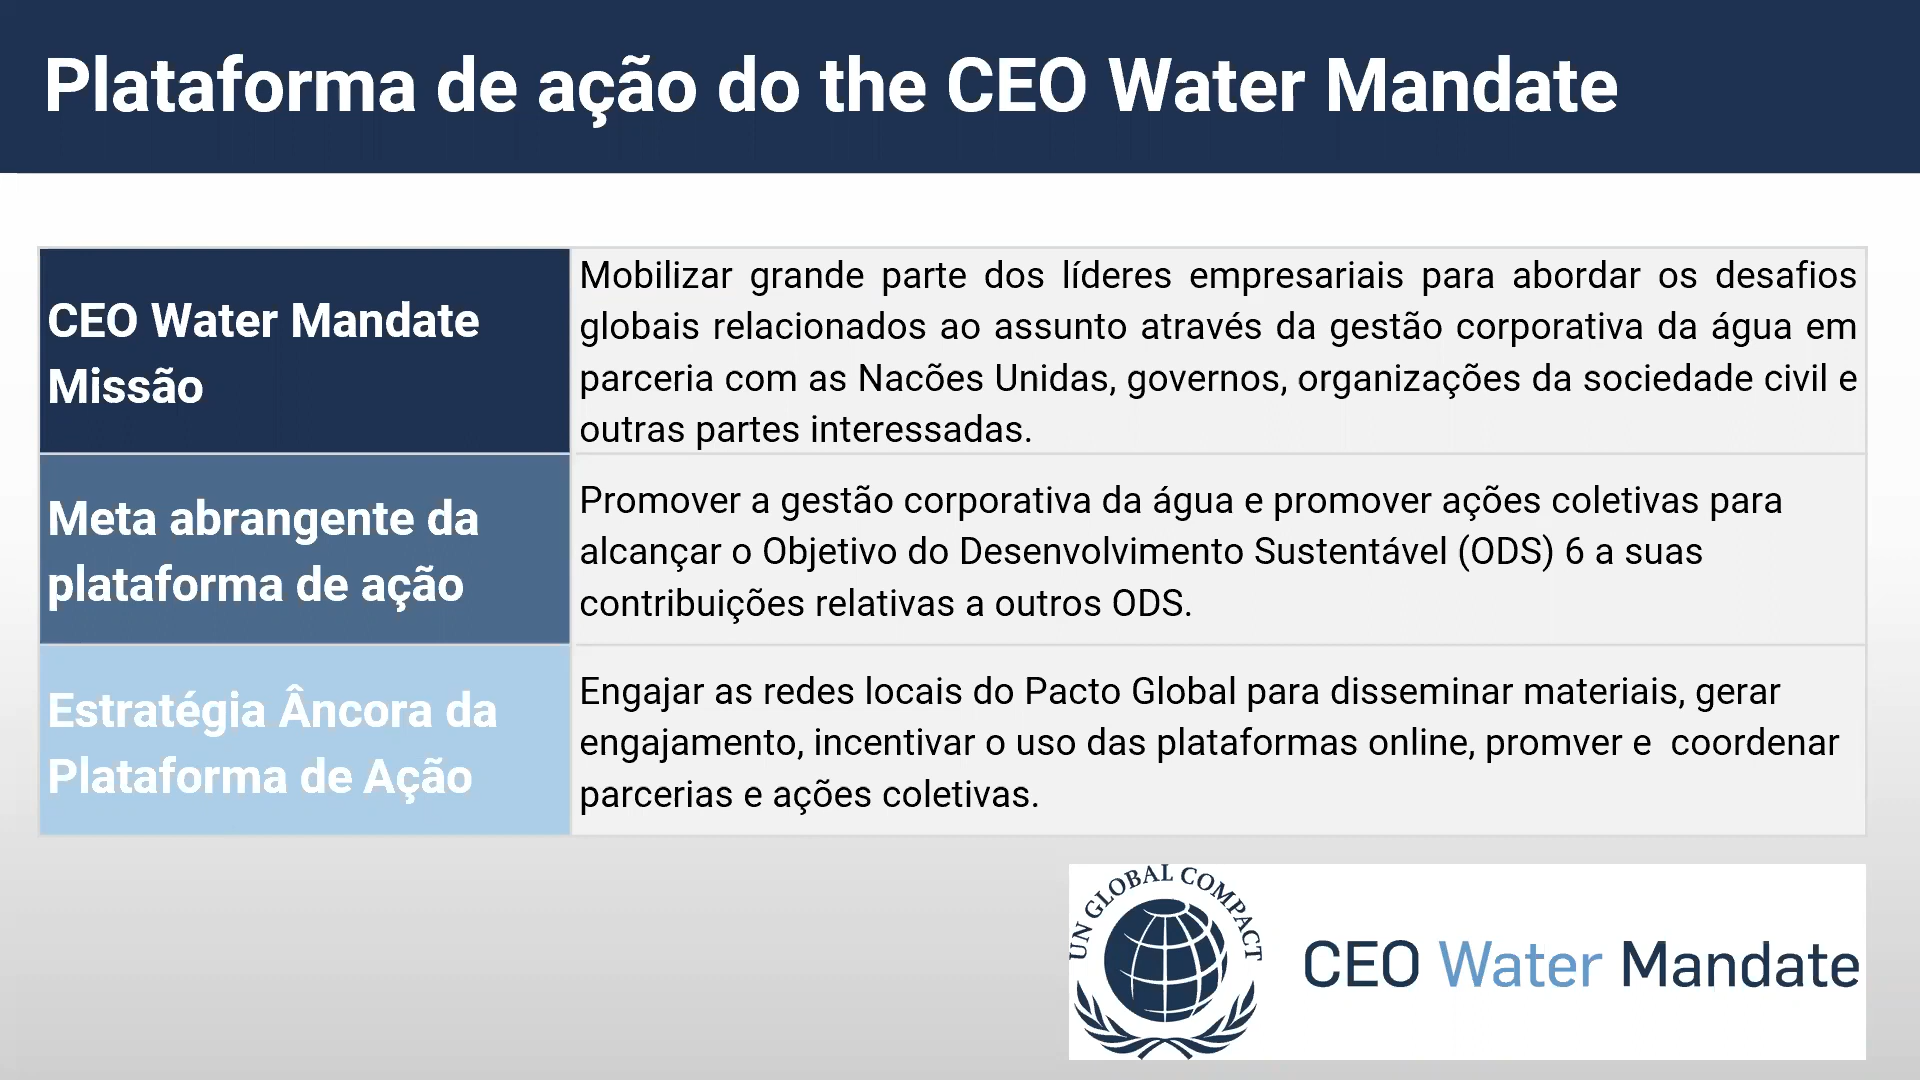 Plataforma de ação do the CEO Water Mandate
CEO Water Mandate
Missão
Mobilizar grande parte dos líderes empresariais para abordar os desafios
globais relacionados ao assunto através da gestão corporativa da água em
parceria com as Nacões Unidas, governos, organizações da sociedade civil e
outras partes interessadas.
Meta abrangente da
plataforma de ação
Promover a gestão corporativa da água e promover ações coletivas para
alcançar o Objetivo do Desenvolvimento Sustentável (ODS) 6 a suas
contribuições relativas a outros ODS.
Estratégia Âncora da
Plataforma de Ação
Engajar as redes locais do Pacto Global para disseminar materiais, gerar
engajamento, incentivar o uso das plataformas online, promver e  coordenar
parcerias e ações coletivas.
UN GLOBAL COMPACT
CEO Water Mandate